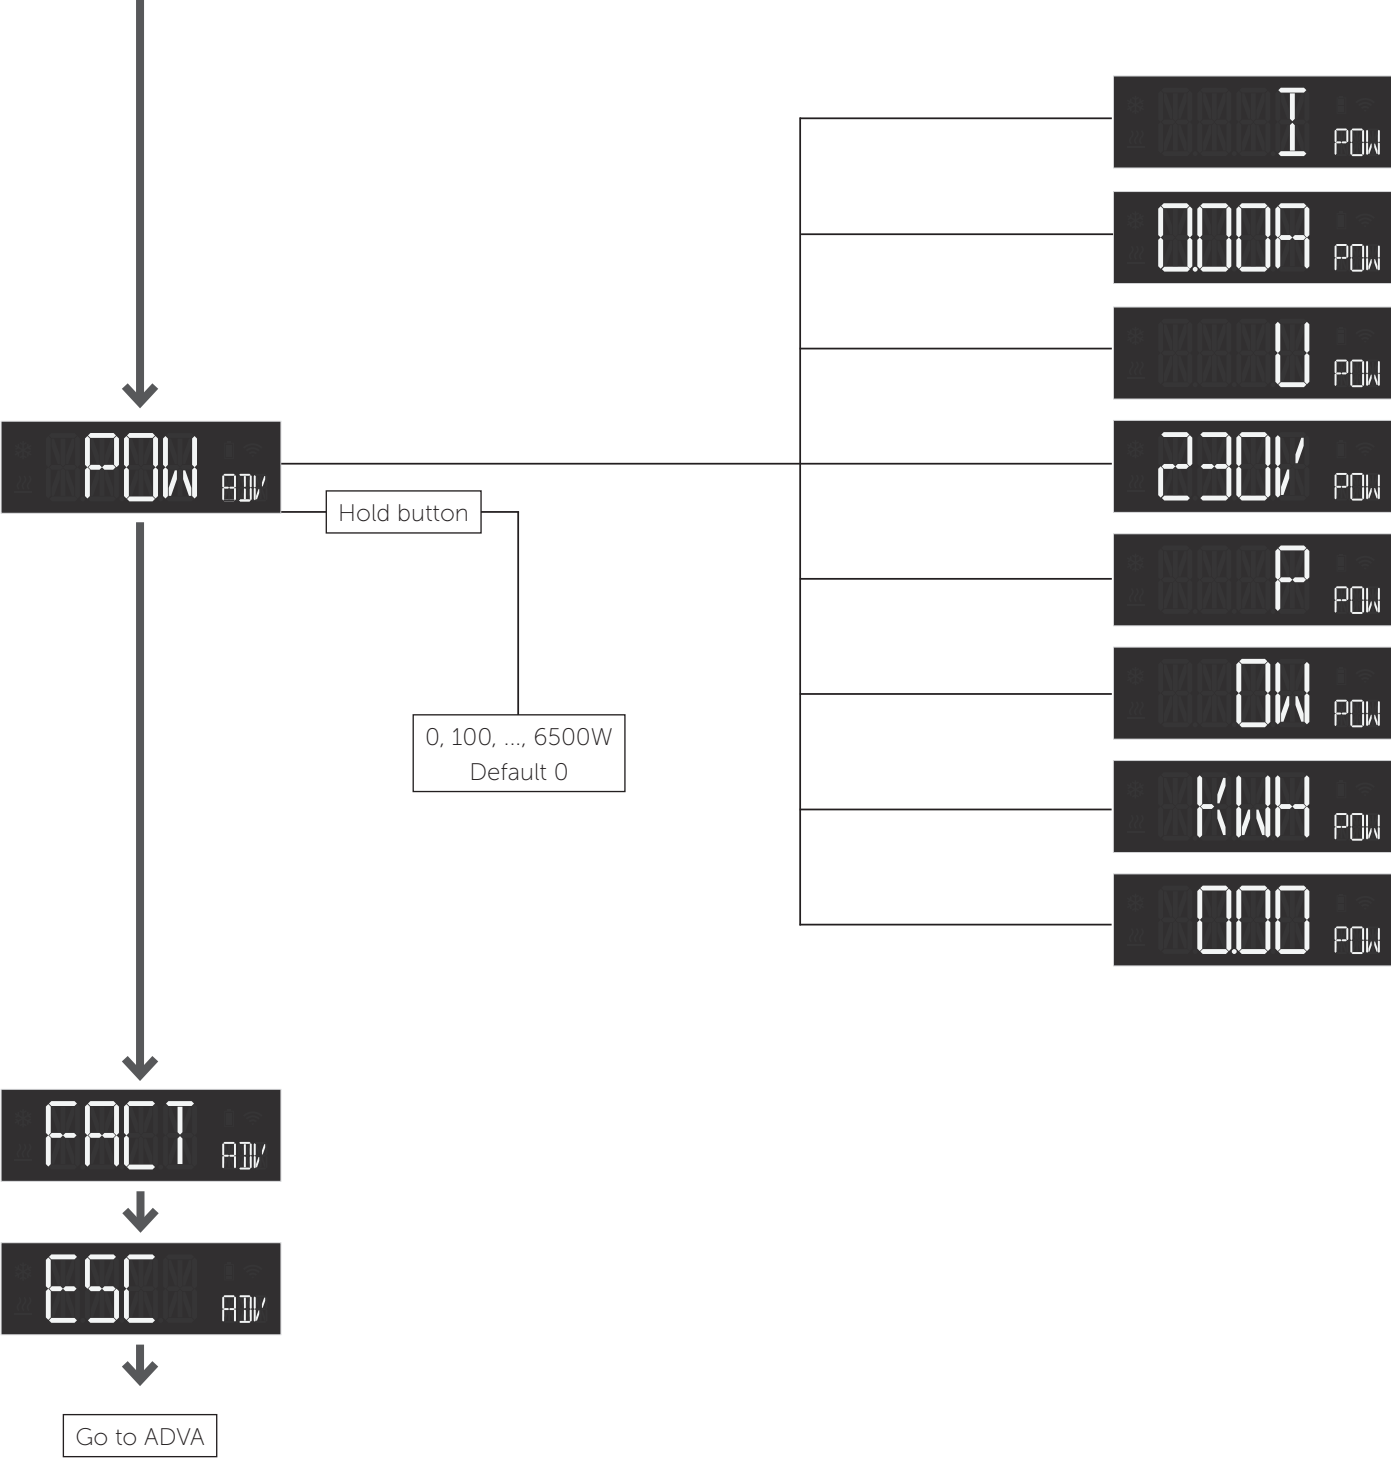 I
POW
0.00A
POW
U
POW
230V
POW
P
POW
0W
POW
KWH
POW
0.00
POW
POW
ADV
Hold button
0, 100, ..., 6500W
Default 0
FACT
ADV
ESC
ADV
Go to ADVA